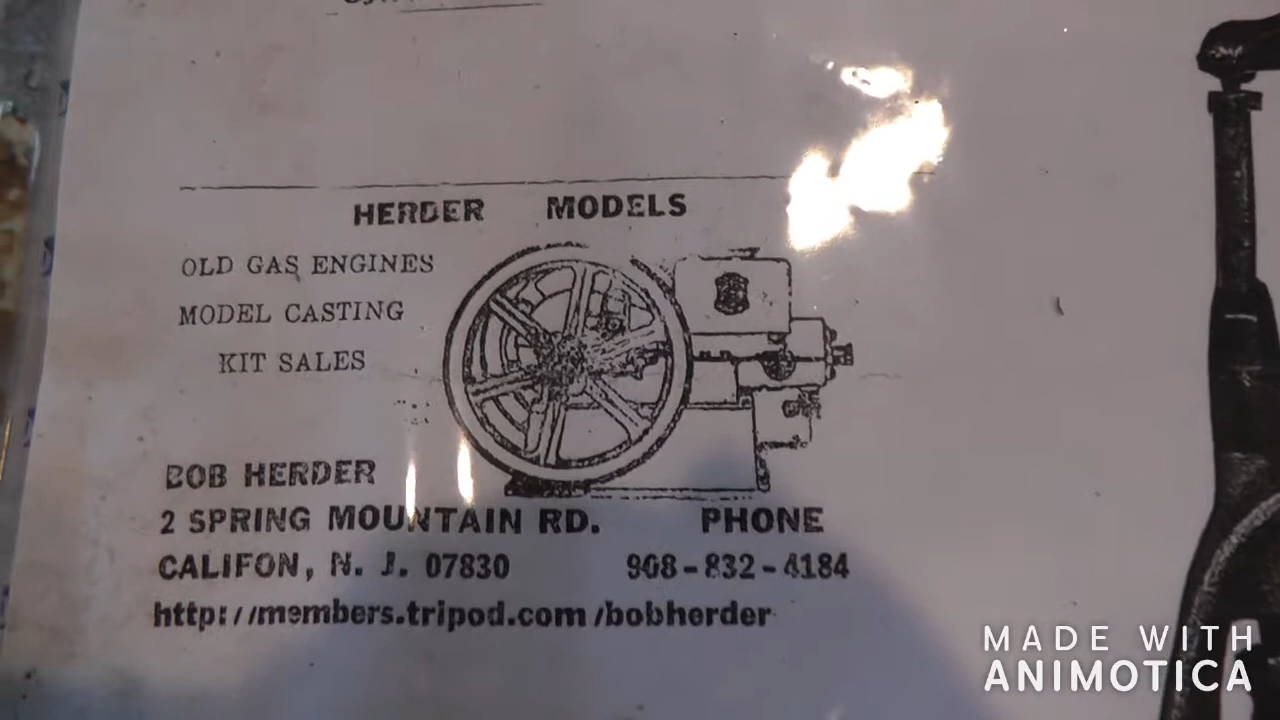 HERDER MODELS
OLD GAS ENGINES
MODEL CASTING
KIT SALES
BOB HERDER
2 SPRING MOUNTAIN RD. PHONE
CALIFON, N. J. 07830 908-832-4184
http://members.tripod.com/bobherder
MADE WITH
ANIMOTICA